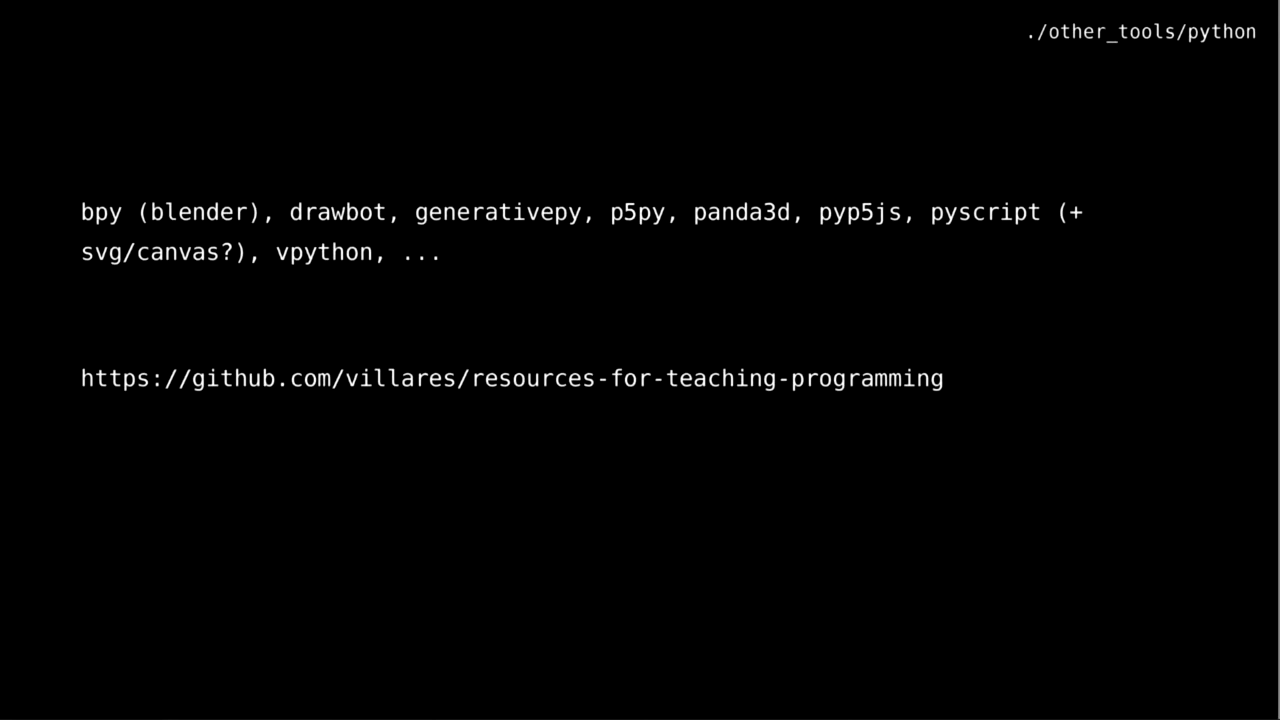 ./other_tools/python
bpy (blender), drawbot, generativepy, p5py, panda3d, pyp5js, pyscript (+
svg/canvas?), vpython, ...
https://github.com/villares/resources-for-teaching-programming